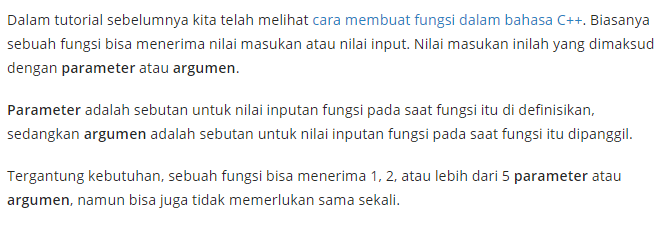 Dalam tutorial sebelumnya kita telah melihat cara membuat fungsi dalam bahasa C++. Biasanya
sebuah fungsi bisa menerima nilai masukan atau nilai input. Nilai masukan inilah yang dimaksud
dengan parameter atau argumen.
Parameter adalah sebutan untuk nilai inputan fungsi pada saat fungsi itu di definisikan,
sedangkan argumen adalah sebutan untuk nilai inputan fungsi pada saat fungsi itu dipanggil.
Tergantung kebutuhan, sebuah fungsi bisa menerima 1, 2, atau lebih dari 5 parameter atau
argumen, namun bisa juga tidak memerlukan sama sekali.